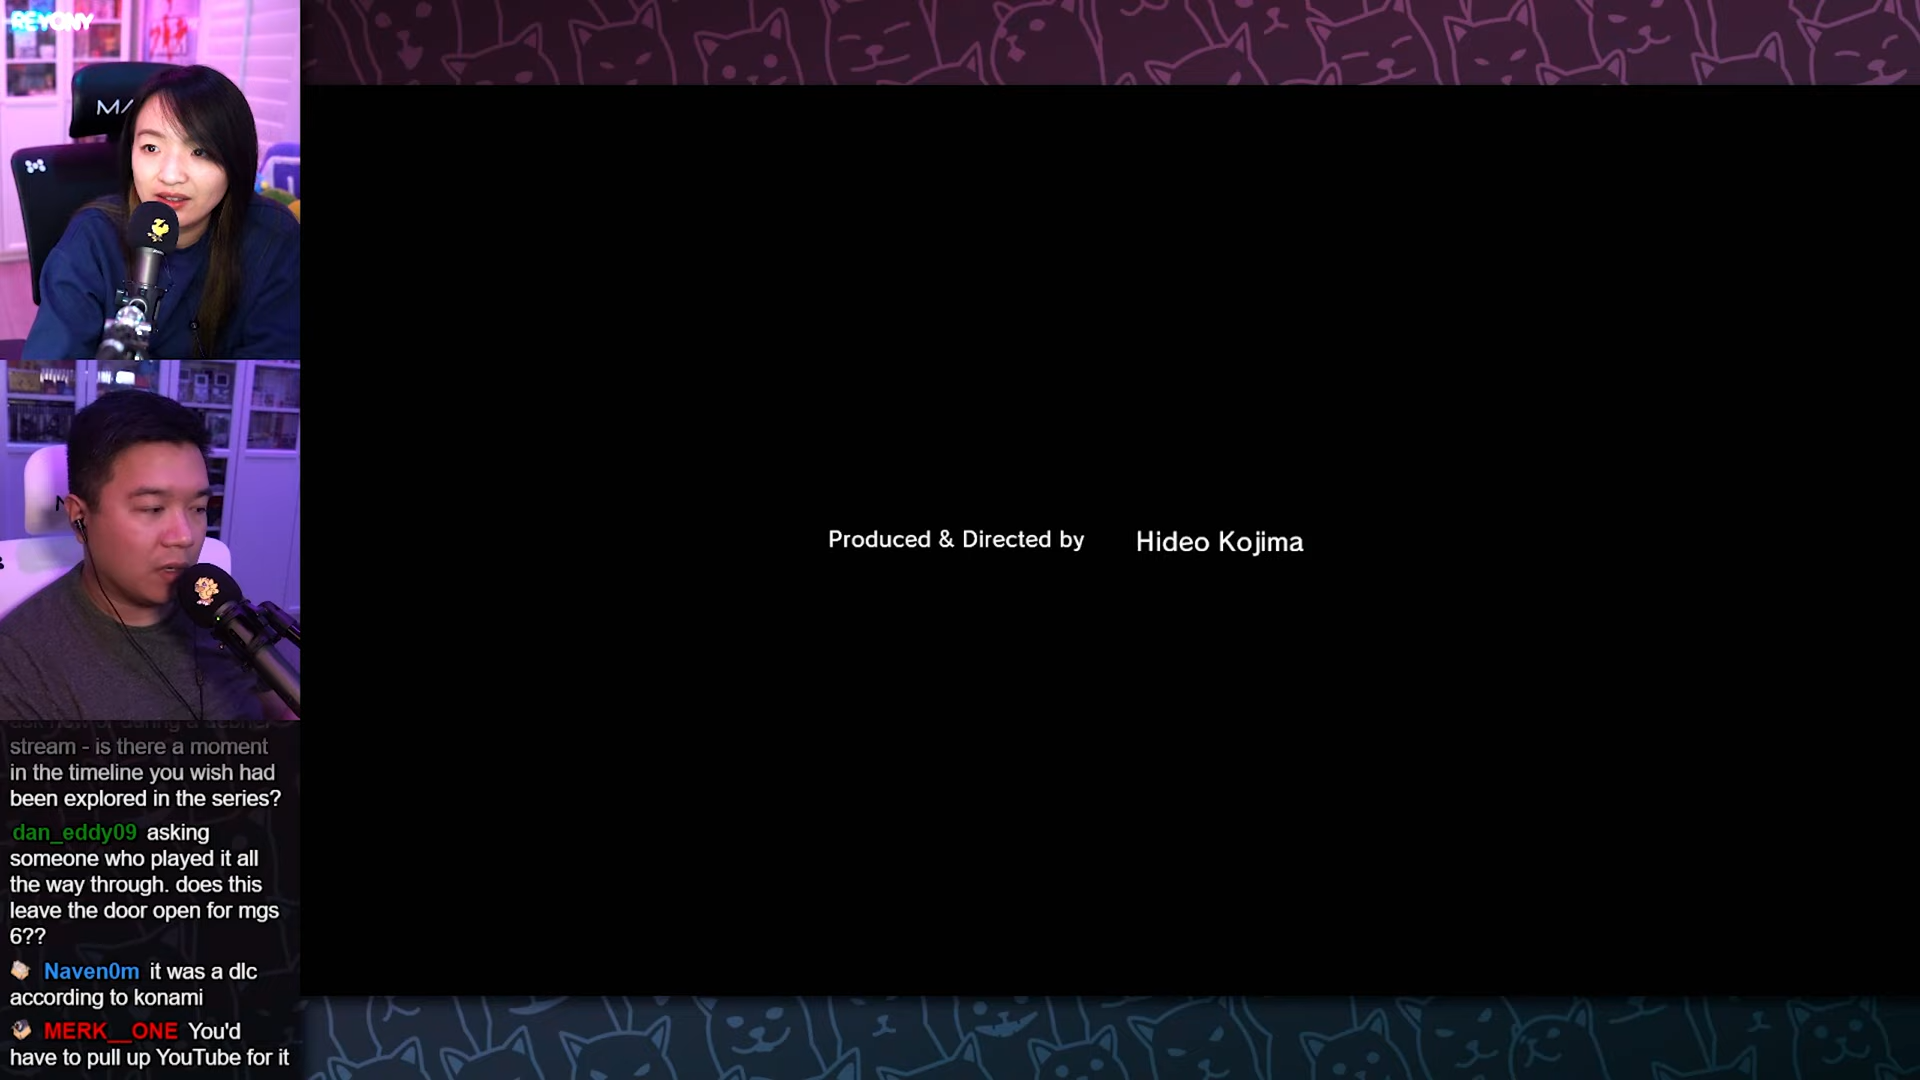 REYONY
MA
Produced & Directed by Hideo Kojima
stream - is there a moment
in the timeline you wish had
been explored in the series?
dan_eddy09 asking
someone who played it all
the way through. does this
leave the door open for mgs
6??
Naven0m it was a dlc
according to konami
MERK__ONE You'd
have to pull up YouTube for it